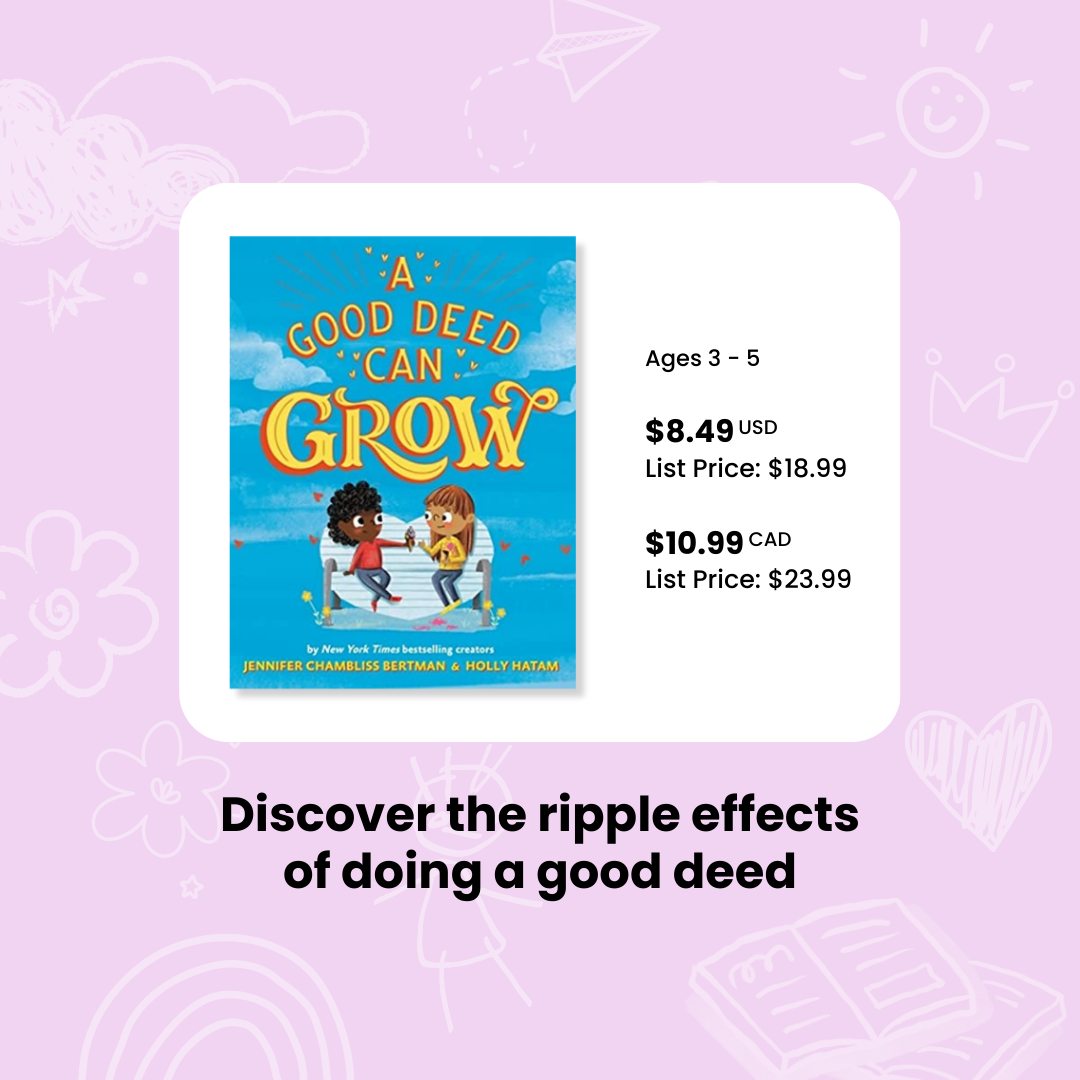 A
GOOD DEED
CAN
GROW
by New York Times bestselling creators
JENNIFER CHAMBLISS BERTMAN & HOLLY HATAM
Ages 3 - 5
$8.49 USD
List Price: $18.99
$10.99 CAD
List Price: $23.99
Discover the ripple effects
of doing a good deed